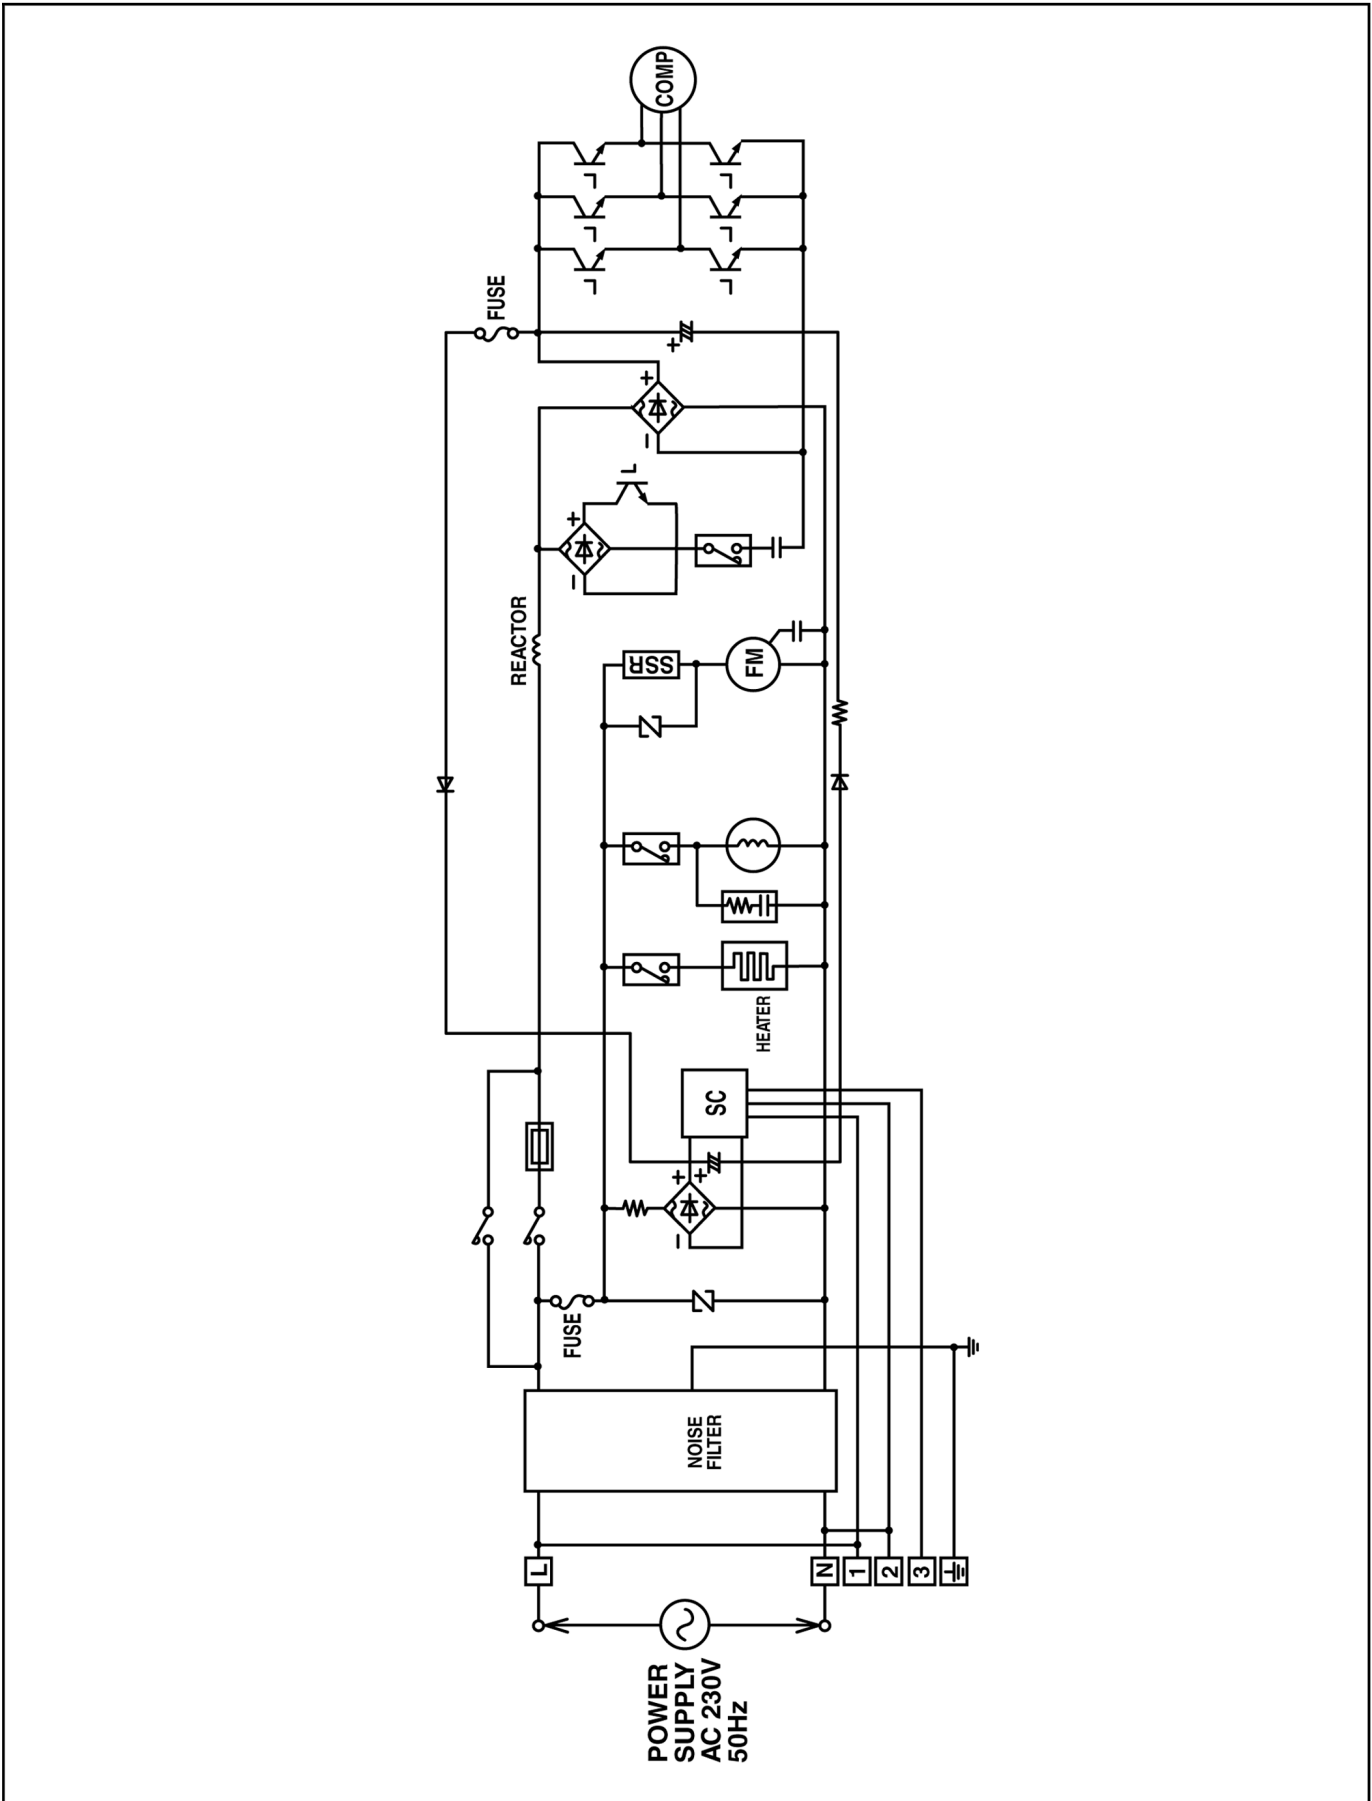 COMP
FUSE
+
+
−
L
+
−
REACTOR
SSR
FM
HEATER
SC
+
+
−
FUSE
NOISE
FILTER
L
N
1
2
3
POWER
SUPPLY
AC 230V
50Hz